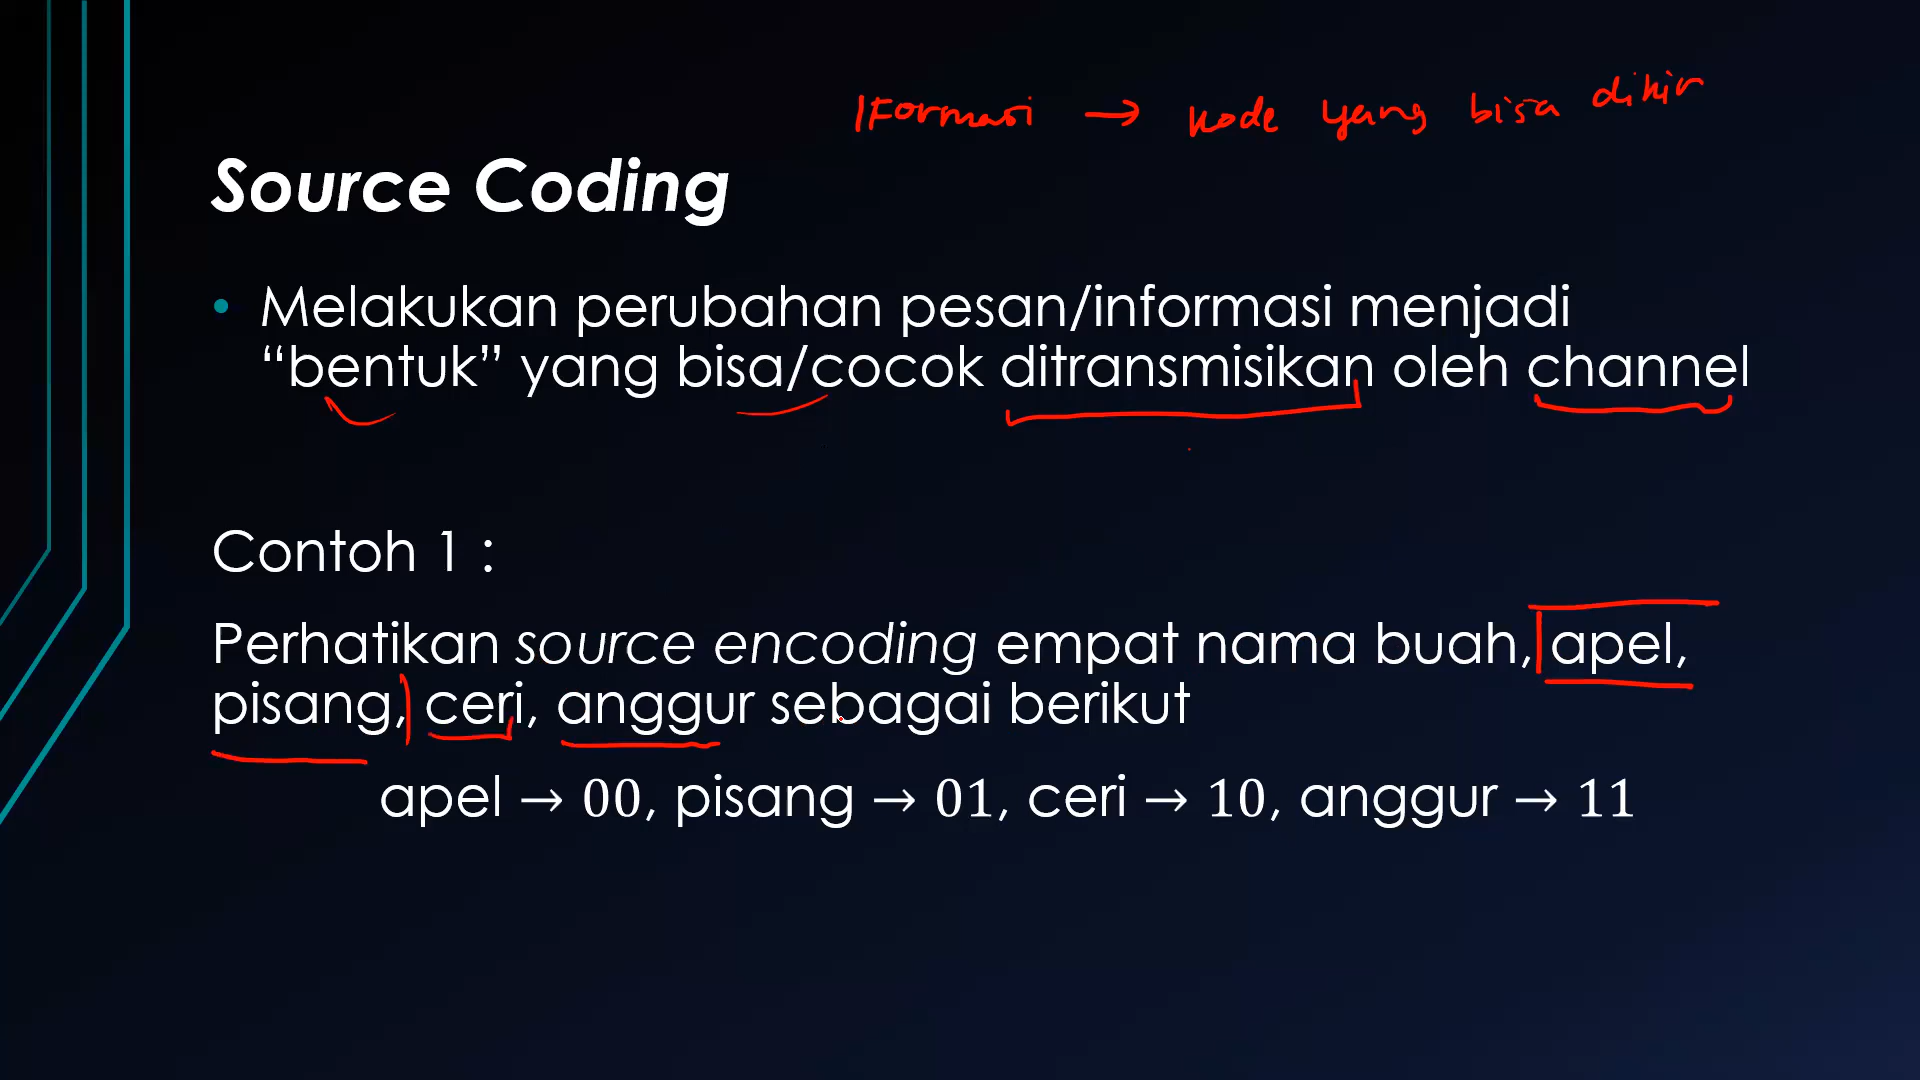 IFormasi → kode yang bisa dikir
Source Coding
• Melakukan perubahan pesan/informasi menjadi
“bentuk” yang bisa/cocok ditransmisikan oleh channel
Contoh 1 :
Perhatikan source encoding empat nama buah, apel,
pisang, ceri, anggur sebagai berikut
apel → 00, pisang → 01, ceri → 10, anggur → 11